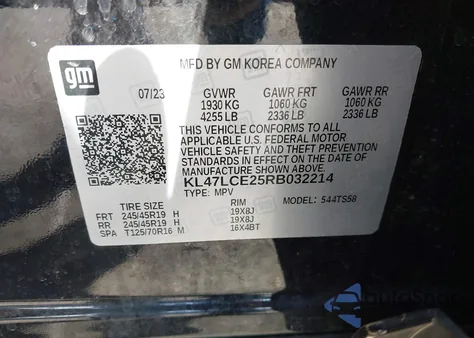 gm
MFD BY GM KOREA COMPANY
07/23 GVWR GAWR FRT GAWR RR
1930 KG 1060 KG 1060 KG
4255 LB 2336 LB 2336 LB
THIS VEHICLE CONFORMS TO ALL
APPLICABLE U.S. FEDERAL MOTOR
VEHICLE SAFETY AND THEFT PREVENTION
STANDARDS IN EFFECT ON THE DATE OF
MANUFACTURE SHOWN ABOVE.
KL47LCE25RB032214
TYPE: MPV MODEL: 544TS58
TIRE SIZE RIM
FRT 245/45R19 H 19X8J
RR 245/45R19 H 19X8J
SPA T125/70R16 M 16X4BT